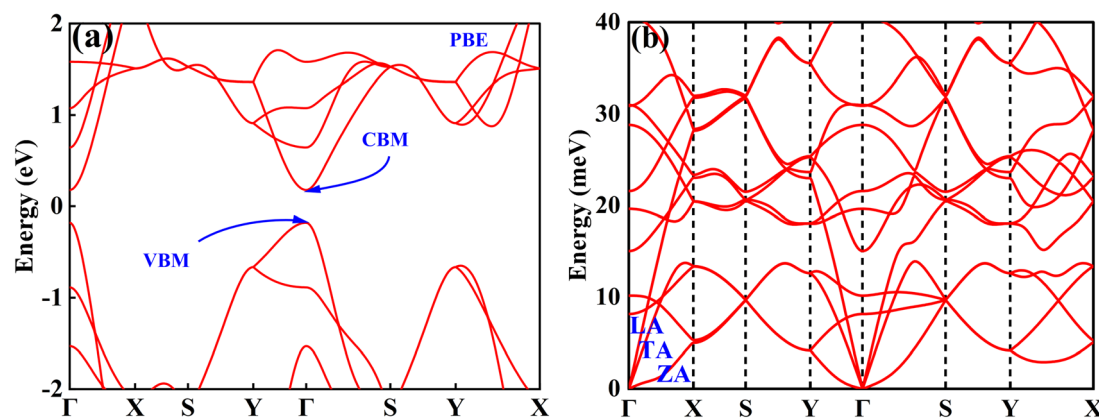 (a)
PBE
CBM
VBM
Energy (eV)
2
1
0
-1
-2
Γ X S Y Γ S Y X
(b)
LA
TA
ZA
Energy (meV)
40
30
20
10
0
Γ X S Y Γ S Y X